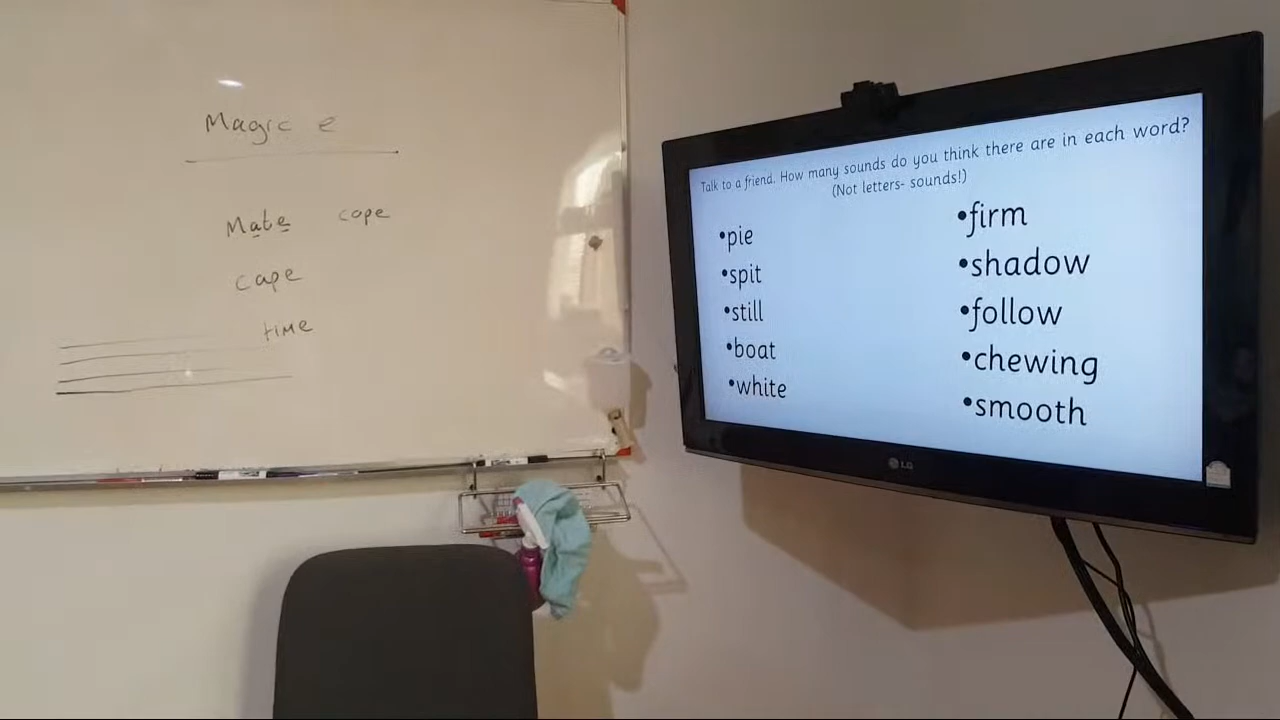 Magic e
Mate cope
cape
time
Talk to a friend. How many sounds do you think there are in each word?
(Not letters- sounds!)
•pie
•spit
•still
•boat
•white
•firm
•shadow
•follow
•chewing
•smooth
LG